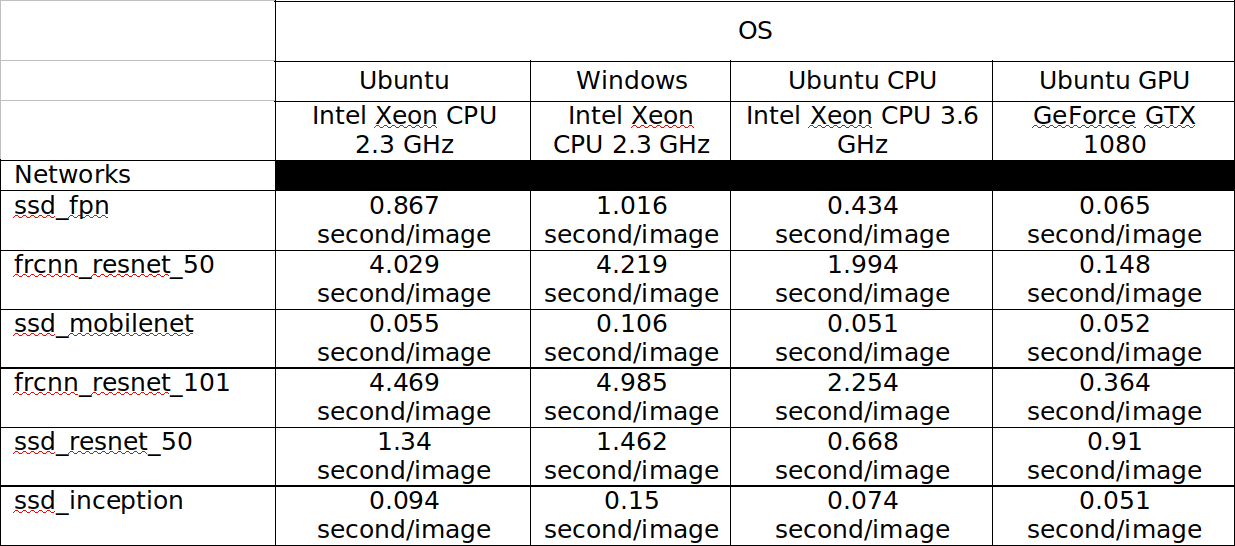 OS
Ubuntu Windows Ubuntu CPU Ubuntu GPU
Intel Xeon CPU Intel Xeon Intel Xeon CPU 3.6 GeForce GTX
2.3 GHz CPU 2.3 GHz GHz 1080
Networks
ssd_fpn 0.867 1.016 0.434 0.065
second/image second/image second/image second/image
frcnn_resnet_50 4.029 4.219 1.994 0.148
second/image second/image second/image second/image
ssd_mobilenet 0.055 0.106 0.051 0.052
second/image second/image second/image second/image
frcnn_resnet_101 4.469 4.985 2.254 0.364
second/image second/image second/image second/image
ssd_resnet_50 1.34 1.462 0.668 0.91
second/image second/image second/image second/image
ssd_inception 0.094 0.15 0.074 0.051
second/image second/image second/image second/image